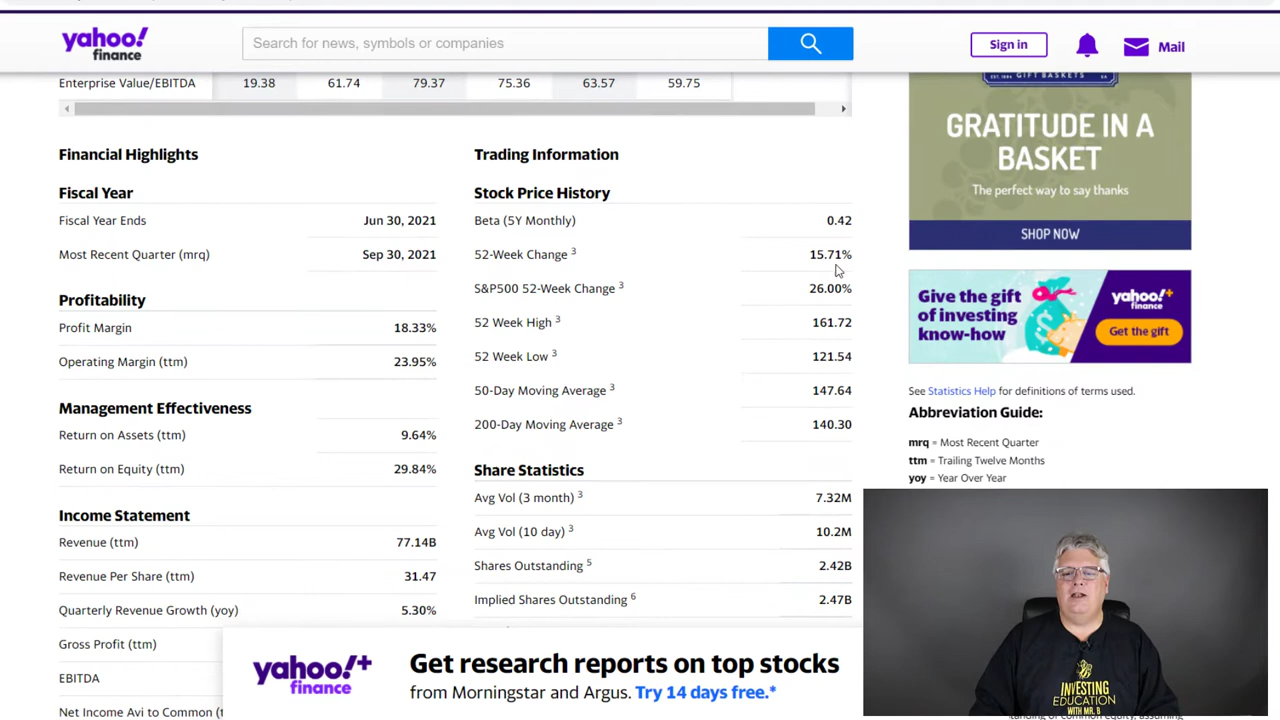 yahoo!
finance
Search for news, symbols or companies
Sign in
Mail
Enterprise Value/EBITDA 19.38 61.74 79.37 75.36 63.57 59.75
Financial Highlights
Fiscal Year
Fiscal Year Ends Jun 30, 2021
Most Recent Quarter (mrq) Sep 30, 2021
Profitability
Profit Margin 18.33%
Operating Margin (ttm) 23.95%
Management Effectiveness
Return on Assets (ttm) 9.64%
Return on Equity (ttm) 29.84%
Income Statement
Revenue (ttm) 77.14B
Revenue Per Share (ttm) 31.47
Quarterly Revenue Growth (yoy) 5.30%
Gross Profit (ttm)
EBITDA
Net Income Avi to Common (t
Trading Information
Stock Price History
Beta (5Y Monthly) 0.42
52-Week Change 3 15.71%
S&P500 52-Week Change 3 26.00%
52 Week High 3 161.72
52 Week Low 3 121.54
50-Day Moving Average 3 147.64
200-Day Moving Average 3 140.30
Share Statistics
Avg Vol (3 month) 3 7.32M
Avg Vol (10 day) 3 10.2M
Shares Outstanding 5 2.42B
Implied Shares Outstanding 6 2.47B
GIFT BASKETS
GRATITUDE IN A
BASKET
The perfect way to say thanks
SHOP NOW
Give the gift
of investing
know-how
yahoo!+
finance
Get the gift
See Statistics Help for definitions of terms used.
Abbreviation Guide:
mrq = Most Recent Quarter
ttm = Trailing Twelve Months
yoy = Year Over Year
yahoo!+
finance
Get research reports on top stocks
from Morningstar and Argus. Try 14 days free.*
INVESTING
EDUCATION
WITH MR. B